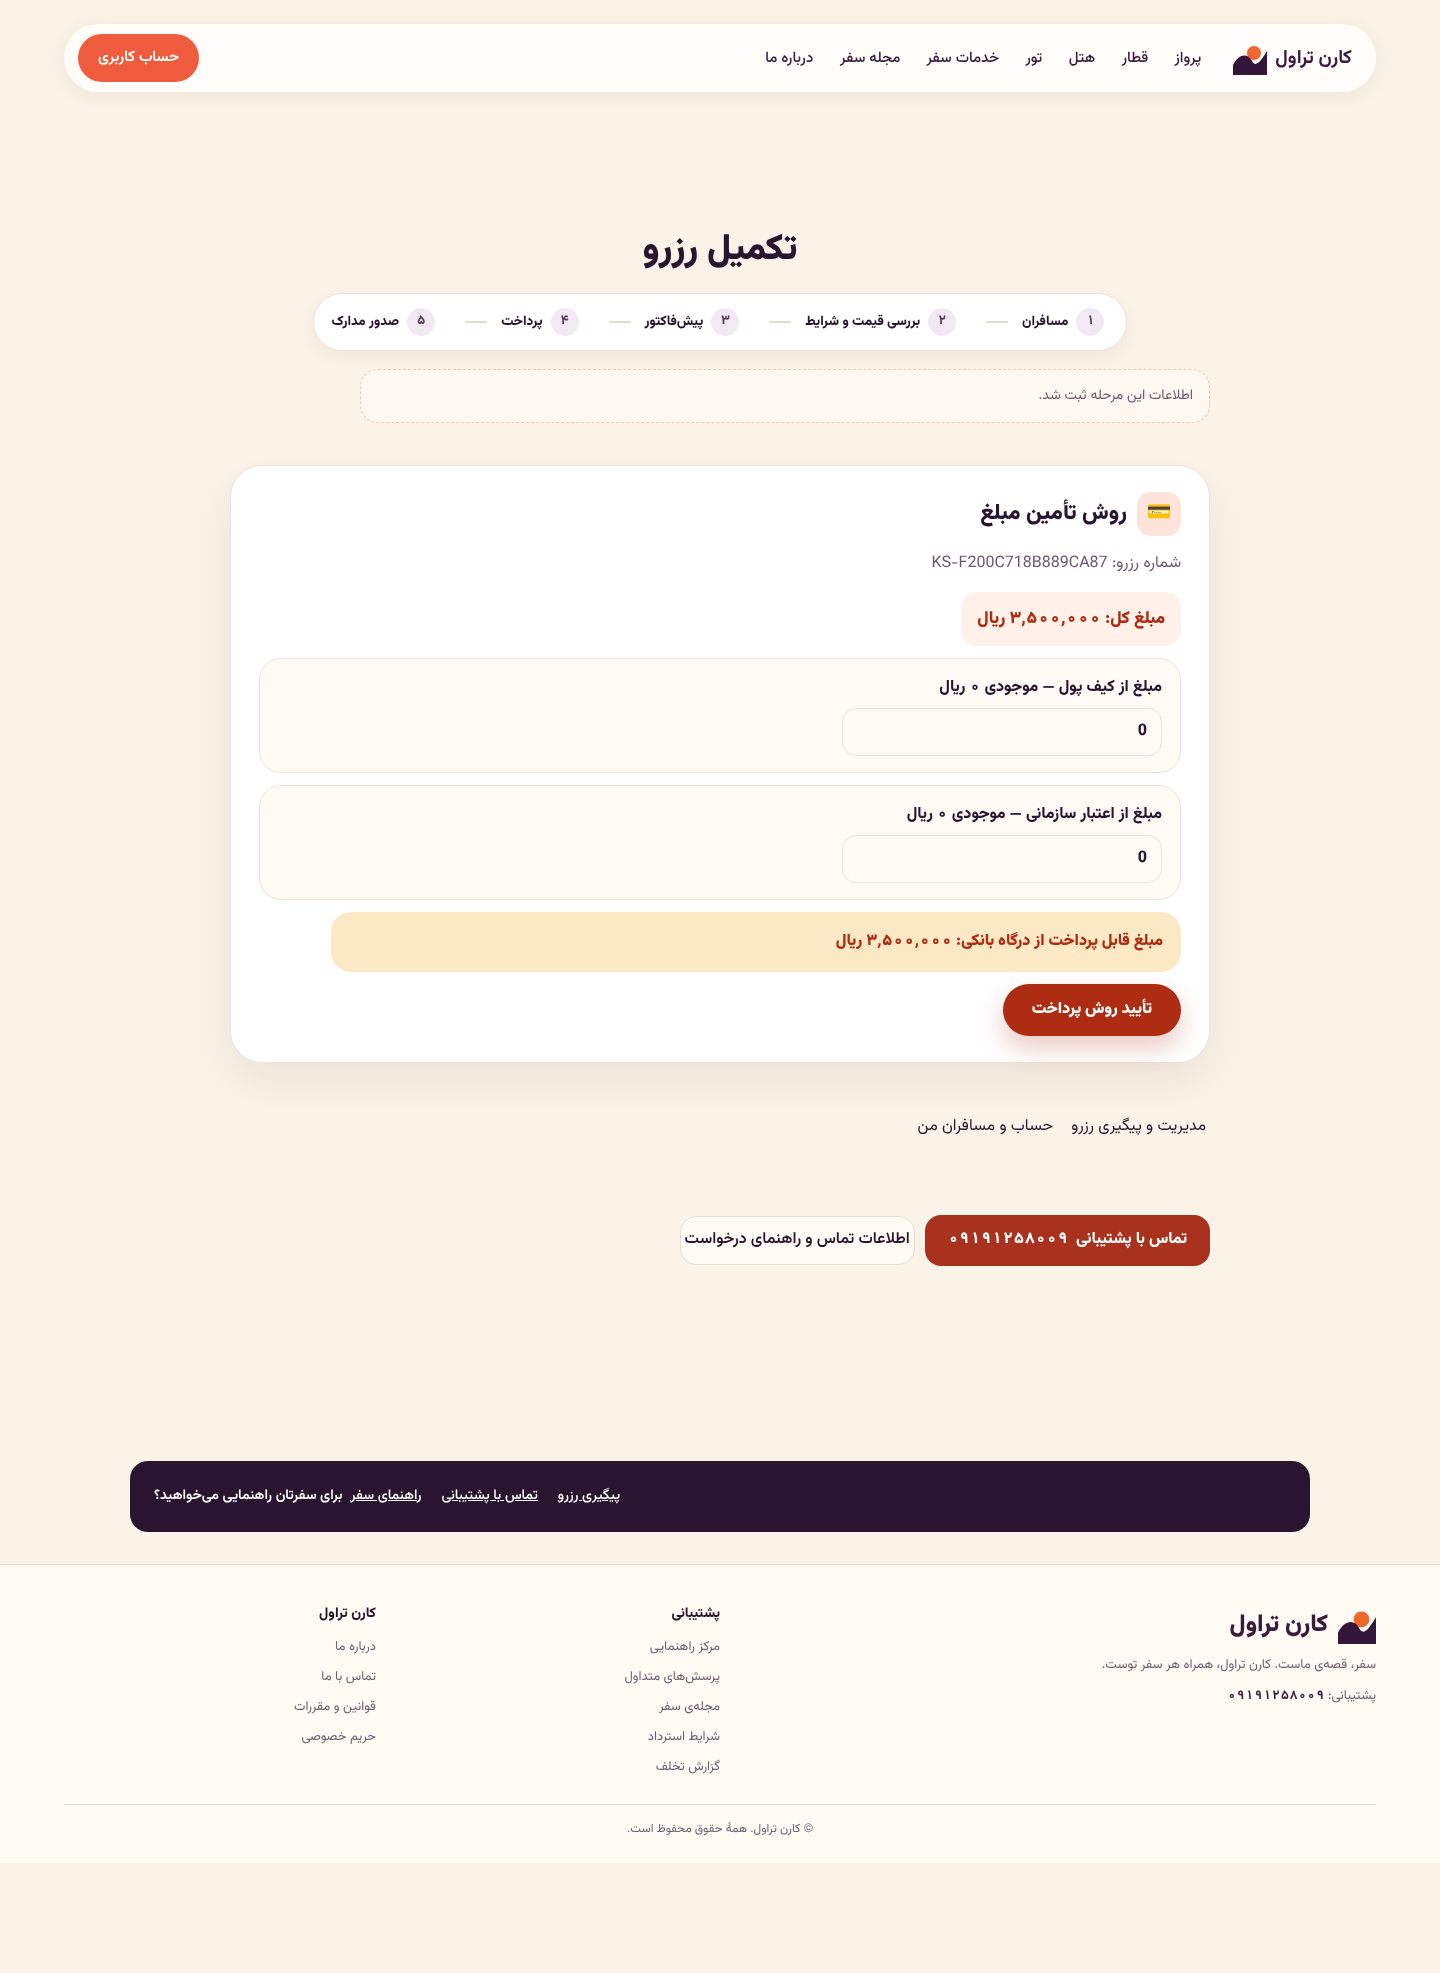 کارن تراول
پرواز قطار هتل تور خدمات سفر مجله سفر درباره ما
حساب کاربری
تکمیل رزرو
۱ مسافران ۲ بررسی قیمت و شرایط ۳ پیش‌فاکتور ۴ پرداخت ۵ صدور مدارک
اطلاعات این مرحله ثبت شد.
روش تأمین مبلغ
شماره رزرو: KS-F200C718B889CA87
مبلغ کل: ۳,۵۰۰,۰۰۰ ریال
مبلغ از کیف پول — موجودی ۰ ریال
0
مبلغ از اعتبار سازمانی — موجودی ۰ ریال
0
مبلغ قابل پرداخت از درگاه بانکی: ۳,۵۰۰,۰۰۰ ریال
تأیید روش پرداخت
مدیریت و پیگیری رزرو حساب و مسافران من
تماس با پشتیبانی ۰۹۱۹۱۲۵۸۰۰۹ اطلاعات تماس و راهنمای درخواست
پیگیری رزرو تماس با پشتیبانی راهنمای سفر برای سفرتان راهنمایی می‌خواهید؟
کارن تراول
سفر، قصه‌ی ماست. کارن تراول، همراه هر سفر توست.
پشتیبانی: ۰۹۱۹۱۲۵۸۰۰۹
پشتیبانی
مرکز راهنمایی
پرسش‌های متداول
مجله‌ی سفر
شرایط استرداد
گزارش تخلف
کارن تراول
درباره ما
تماس با ما
قوانین و مقررات
حریم خصوصی
© کارن تراول. همهٔ حقوق محفوظ است.